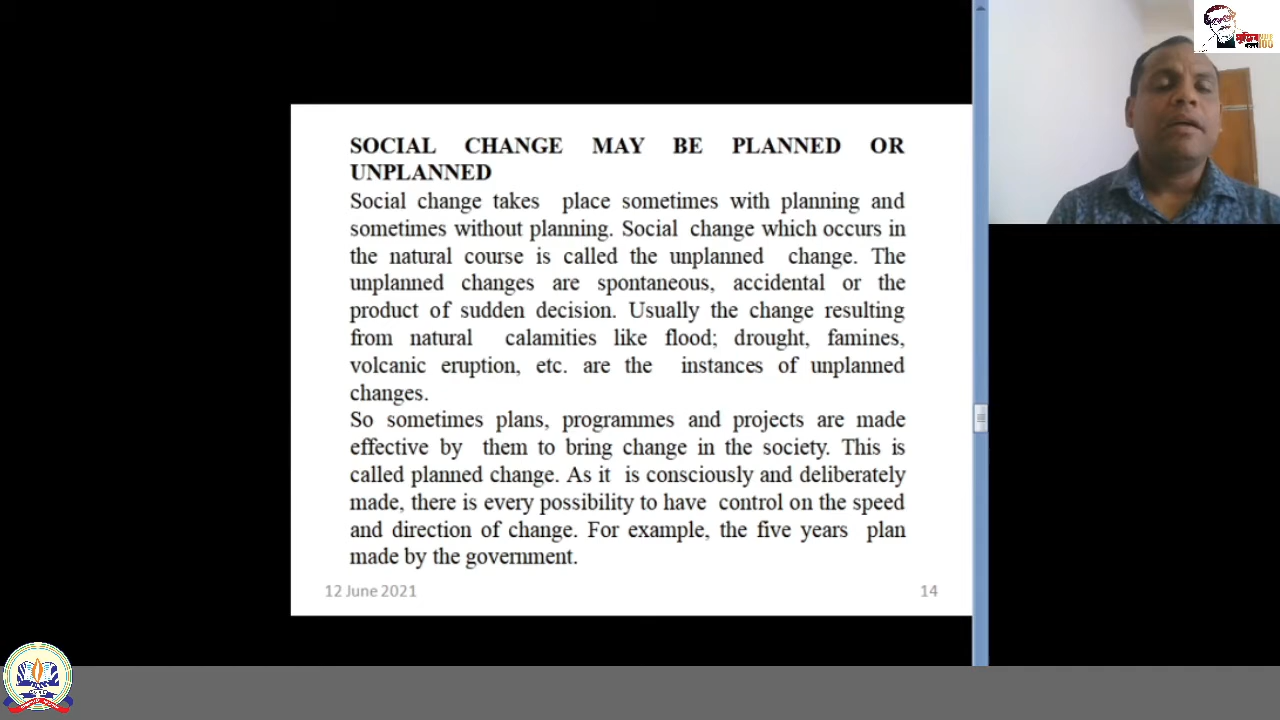 SOCIAL CHANGE MAY BE PLANNED OR
UNPLANNED
Social change takes place sometimes with planning and
sometimes without planning. Social change which occurs in
the natural course is called the unplanned change. The
unplanned changes are spontaneous, accidental or the
product of sudden decision. Usually the change resulting
from natural calamities like flood; drought, famines,
volcanic eruption, etc. are the instances of unplanned
changes.
So sometimes plans, programmes and projects are made
effective by them to bring change in the society. This is
called planned change. As it is consciously and deliberately
made, there is every possibility to have control on the speed
and direction of change. For example, the five years plan
made by the government.
12 June 2021
14